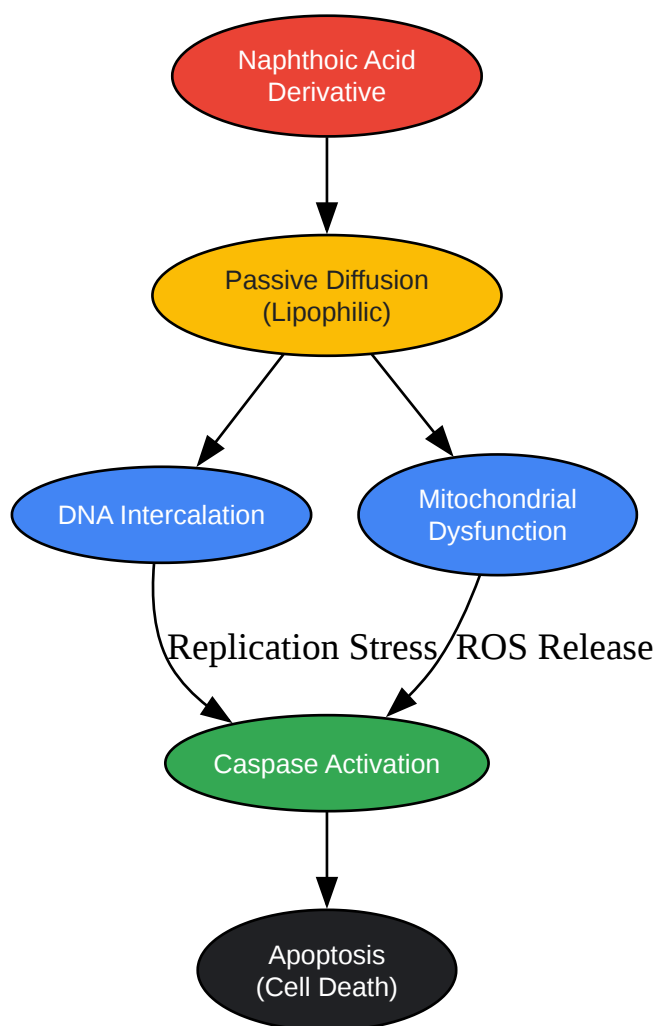 Naphthoic Acid
Derivative
Passive Diffusion
(Lipophilic)
DNA Intercalation
Mitochondrial
Dysfunction
Replication Stress
ROS Release
Caspase Activation
Apoptosis
(Cell Death)